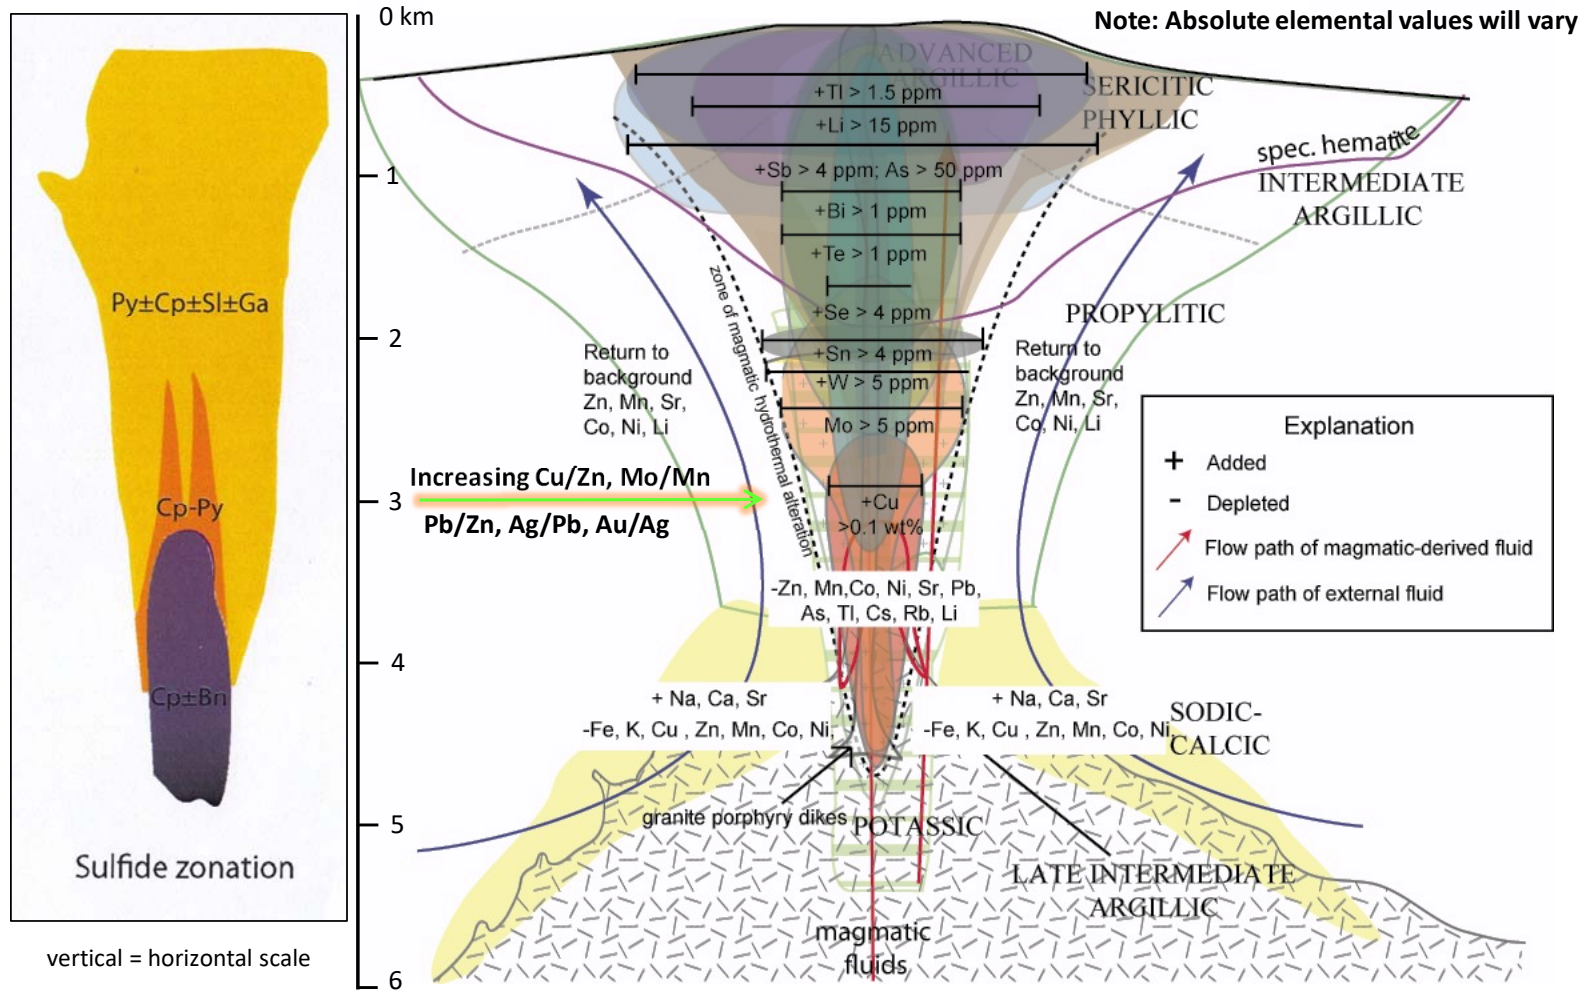 0 km
Note: Absolute elemental values will vary
ADVANCED
ARGILLIC
+Tl > 1.5 ppm
SERICITIC
PHYLLIC
+Li > 15 ppm
spec. hematite
1
+Sb > 4 ppm; As > 50 ppm
INTERMEDIATE
ARGILLIC
+Bi > 1 ppm
+Te > 1 ppm
Py±Cp±Sl±Ga
+Se > 4 ppm
PROPYLITIC
2
zone of magmatic hydrothermal alteration
+Sn > 4 ppm
Return to
background
Zn, Mn, Sr,
Co, Ni, Li
Return to
background
Zn, Mn, Sr,
Co, Ni, Li
+W > 5 ppm
Mo > 5 ppm
Explanation
+ Added
- Depleted
Flow path of magmatic-derived fluid
Flow path of external fluid
Increasing Cu/Zn, Mo/Mn
3
Pb/Zn, Ag/Pb, Au/Ag
+Cu
>0.1 wt%
Cp-Py
-Zn, Mn,Co, Ni, Sr, Pb,
As, Tl, Cs, Rb, Li
4
Cp±Bn
+ Na, Ca, Sr
-Fe, K, Cu , Zn, Mn, Co, Ni,
+ Na, Ca, Sr
-Fe, K, Cu , Zn, Mn, Co, Ni,
SODIC-
CALCIC
granite porphyry dikes
5
POTASSIC
Sulfide zonation
LATE INTERMEDIATE
ARGILLIC
magmatic
fluids
vertical = horizontal scale
6